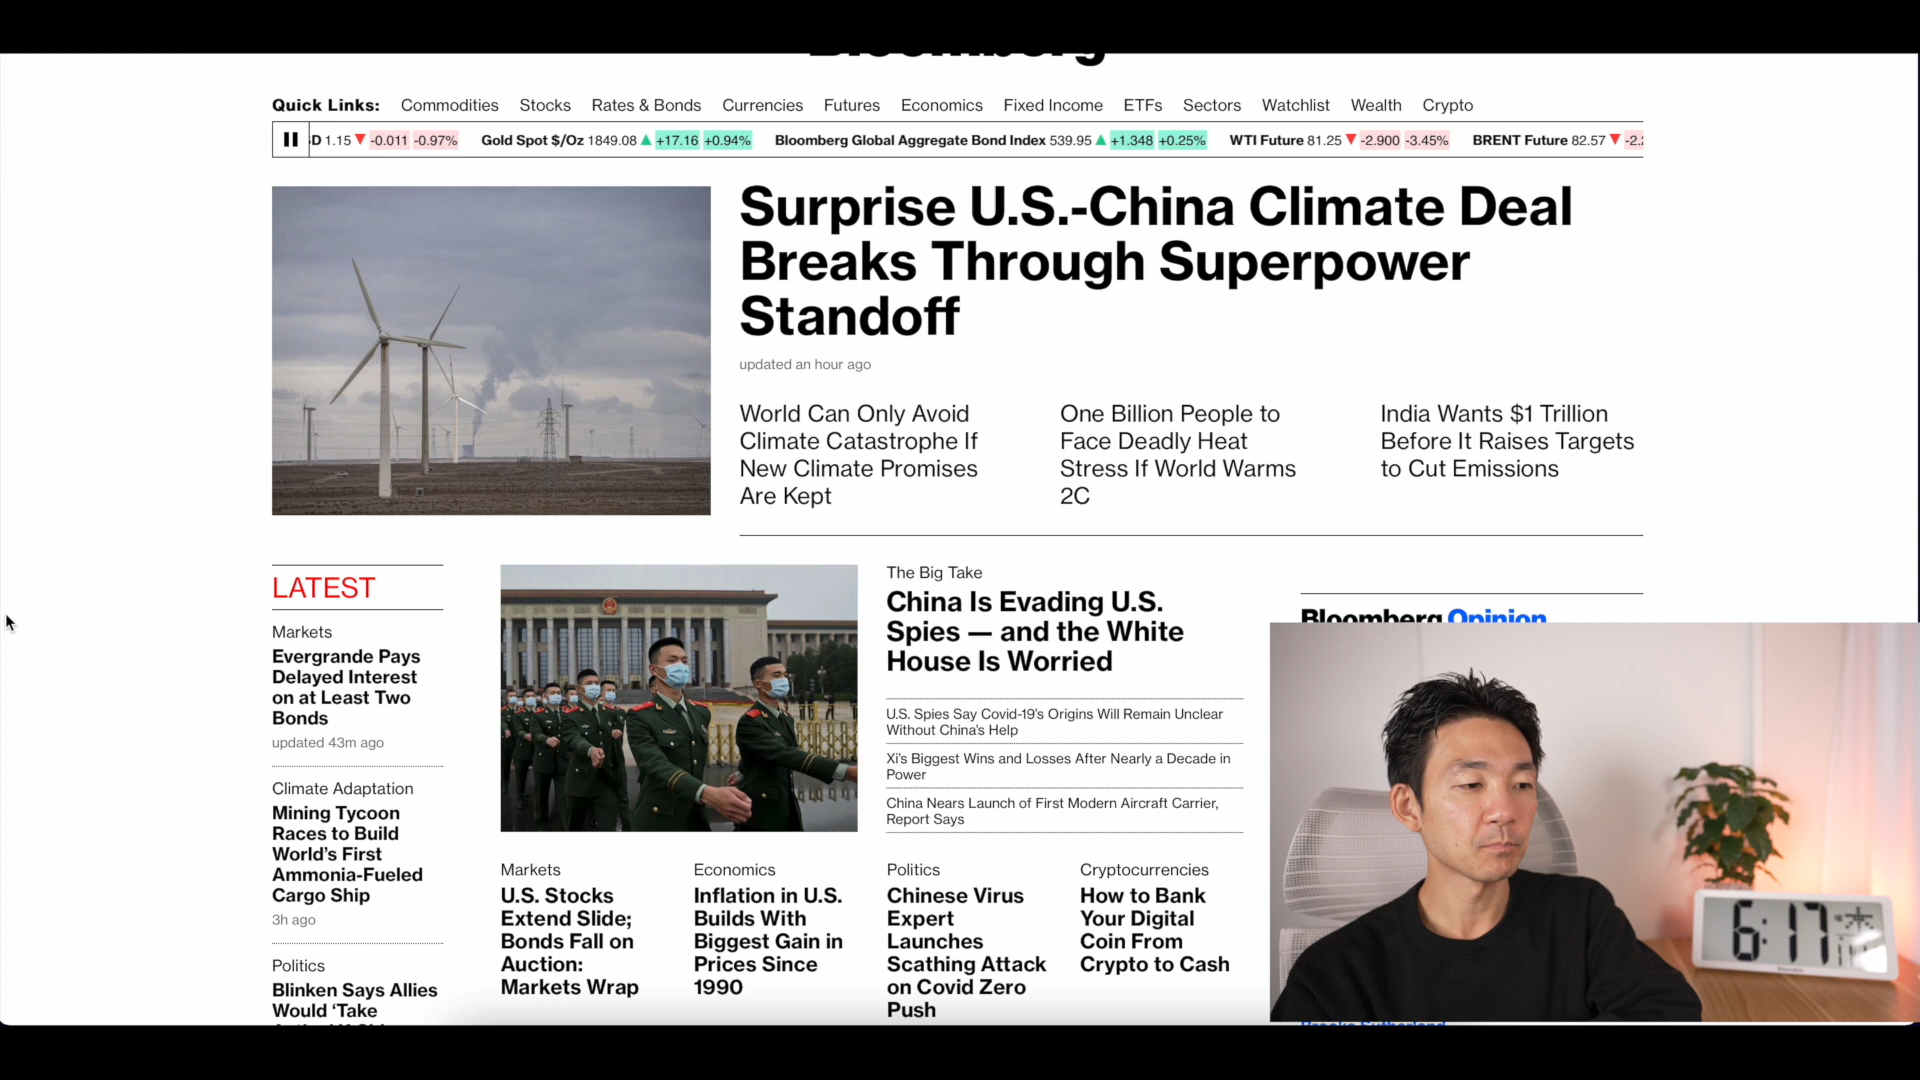 Bloomberg
Quick Links: Commodities Stocks Rates & Bonds Currencies Futures Economics Fixed Income ETFs Sectors Watchlist Wealth Crypto
D 1.15 ▼ -0.011 -0.97% Gold Spot $/Oz 1849.08 ▲ +17.16 +0.94% Bloomberg Global Aggregate Bond Index 539.95 ▲ +1.348 +0.25% WTI Future 81.25 ▼ -2.900 -3.45% BRENT Future 82.57 ▼ -2.
Surprise U.S.-China Climate Deal
Breaks Through Superpower
Standoff
updated an hour ago
World Can Only Avoid
Climate Catastrophe If
New Climate Promises
Are Kept
One Billion People to
Face Deadly Heat
Stress If World Warms
2C
India Wants $1 Trillion
Before It Raises Targets
to Cut Emissions
LATEST
Markets
Evergrande Pays
Delayed Interest
on at Least Two
Bonds
updated 43m ago
Climate Adaptation
Mining Tycoon
Races to Build
World's First
Ammonia-Fueled
Cargo Ship
3h ago
Politics
Blinken Says Allies
Would ‘Take
The Big Take
China Is Evading U.S.
Spies — and the White
House Is Worried
U.S. Spies Say Covid-19's Origins Will Remain Unclear
Without China's Help
Xi's Biggest Wins and Losses After Nearly a Decade in
Power
China Nears Launch of First Modern Aircraft Carrier,
Report Says
Markets
U.S. Stocks
Extend Slide;
Bonds Fall on
Auction:
Markets Wrap
Economics
Inflation in U.S.
Builds With
Biggest Gain in
Prices Since
1990
Politics
Chinese Virus
Expert
Launches
Scathing Attack
on Covid Zero
Push
Cryptocurrencies
How to Bank
Your Digital
Coin From
Crypto to Cash
Bloomberg Opinion
6:17